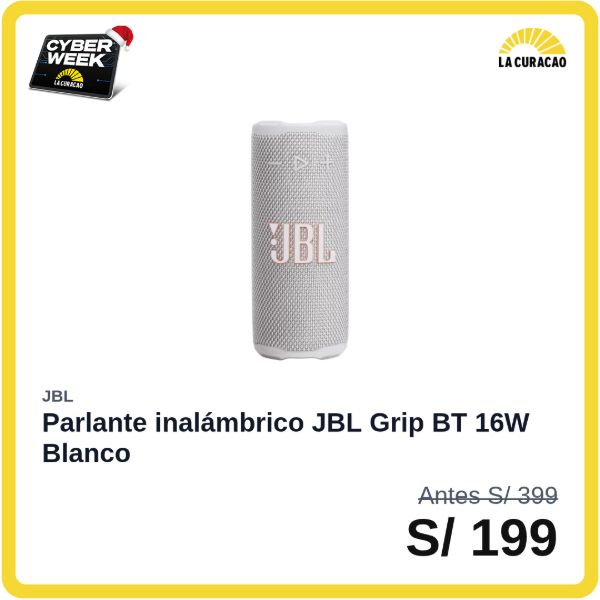 CYBER
WEEK
LA CURACAO
LA CURACAO
JBL
JBL
Parlante inalámbrico JBL Grip BT 16W
Blanco
Antes S/ 399
S/ 199